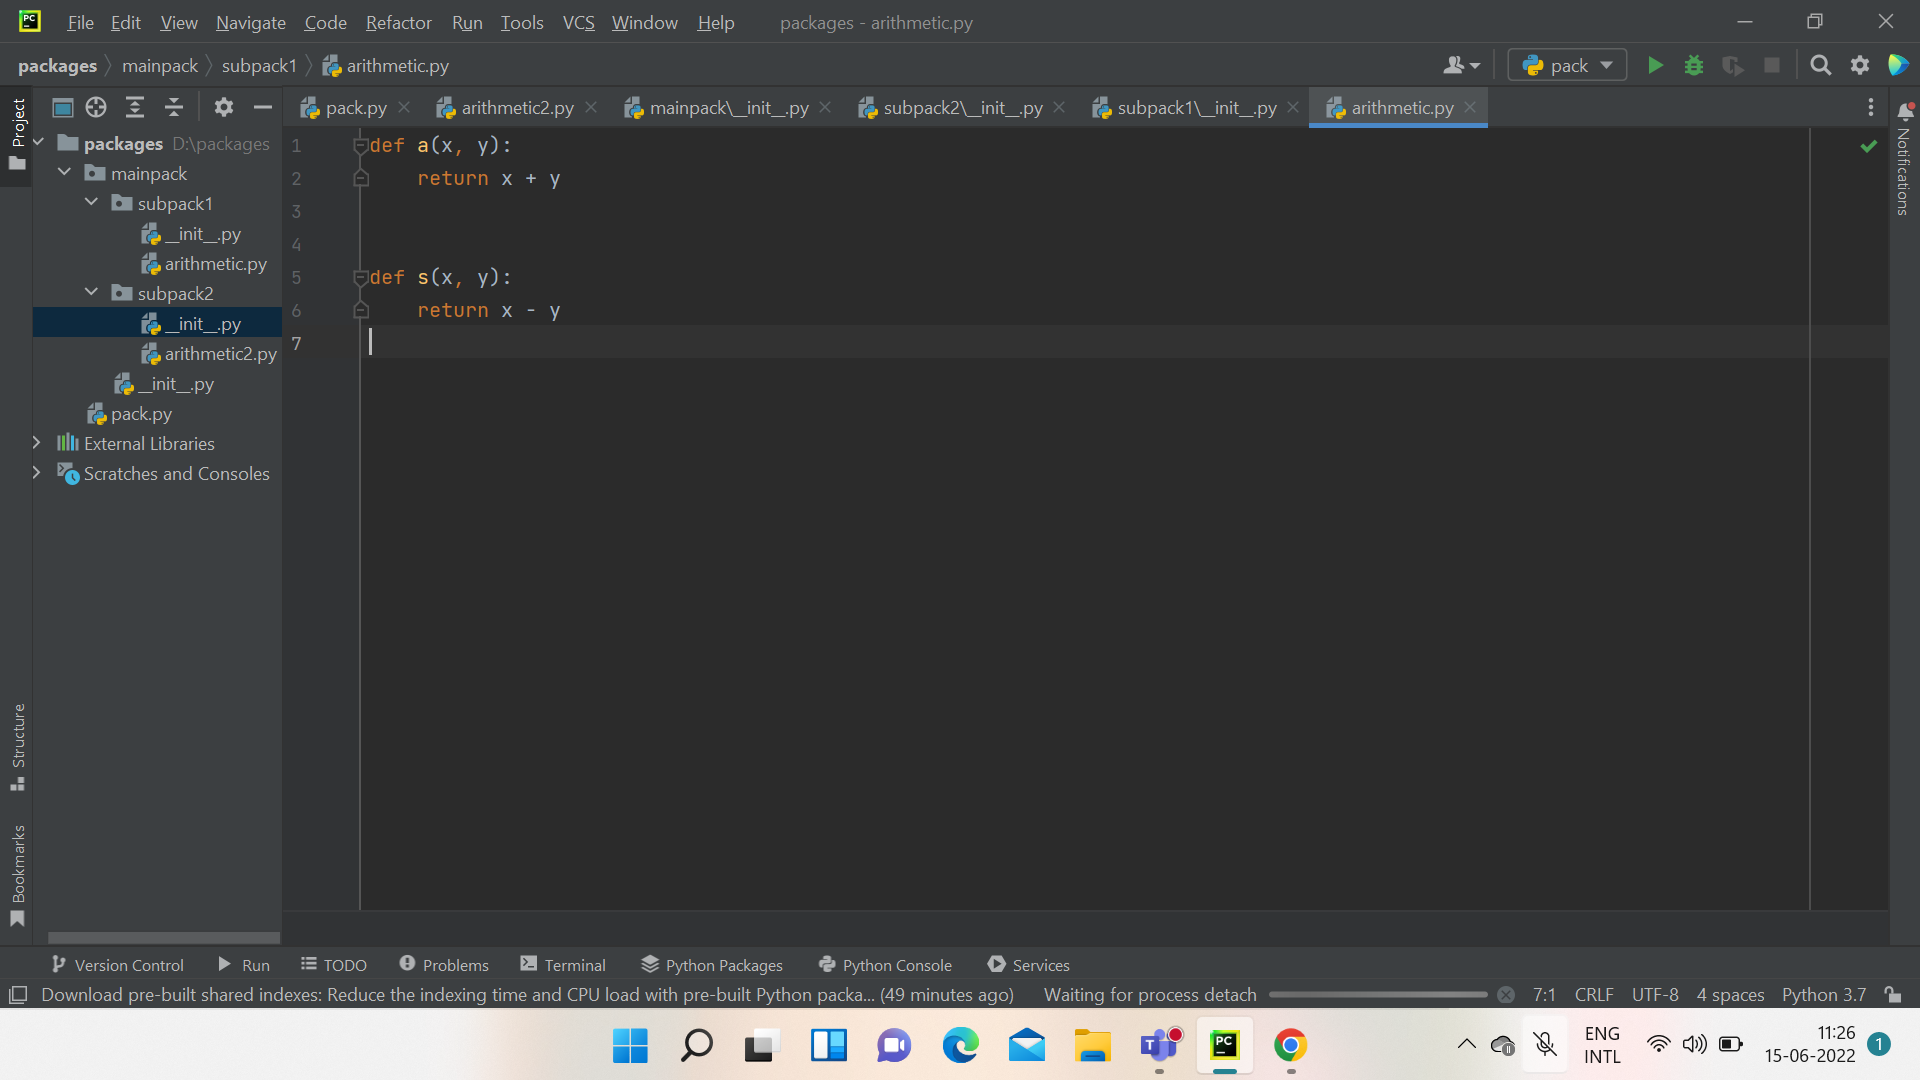 PC File Edit View Navigate Code Refactor Run Tools VCS Window Help packages - arithmetic.py
packages mainpack subpack1 arithmetic.py pack
pack.py arithmetic2.py mainpack\__init__.py subpack2\__init__.py subpack1\__init__.py arithmetic.py
Project
packages D:\packages
mainpack
subpack1
__init__.py
arithmetic.py
subpack2
__init__.py
arithmetic2.py
__init__.py
pack.py
External Libraries
Scratches and Consoles
Structure
Bookmarks
1 def a(x, y):
2     return x + y
3
4
5 def s(x, y):
6     return x - y
7
Notifications
Version Control Run TODO Problems Terminal Python Packages Python Console Services
Download pre-built shared indexes: Reduce the indexing time and CPU load with pre-built Python packa... (49 minutes ago) Waiting for process detach 7:1 CRLF UTF-8 4 spaces Python 3.7
T PC ENG 11:26
INTL 15-06-2022 1